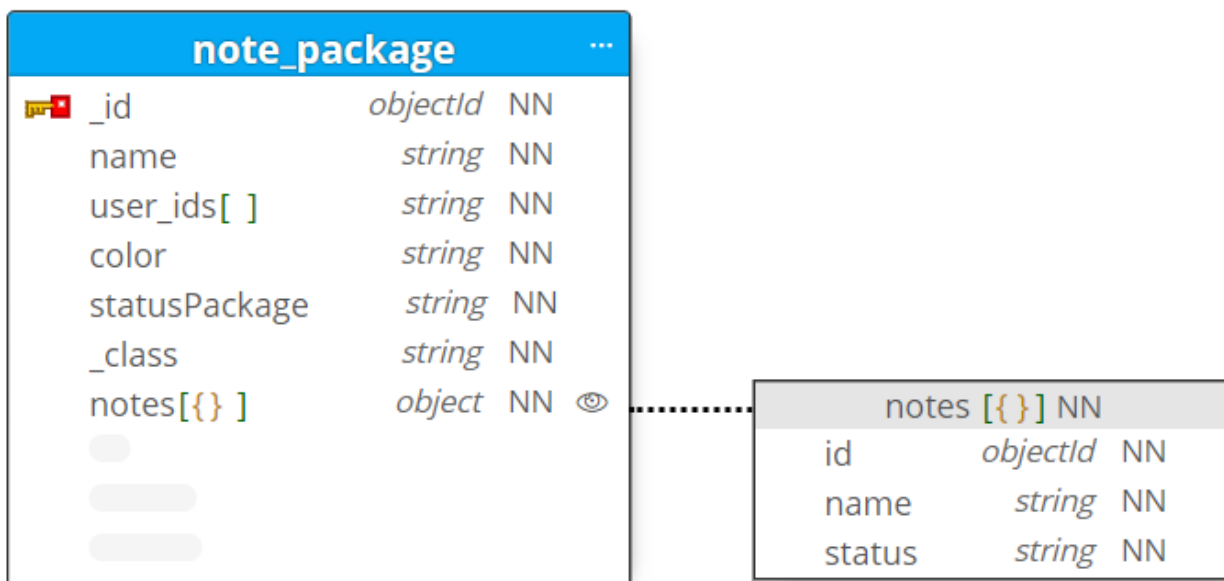 note_package ...
_id objectId NN
name string NN
user_ids[ ] string NN
color string NN
statusPackage string NN
_class string NN
notes[{} ] object NN
notes [{ }] NN
id objectId NN
name string NN
status string NN